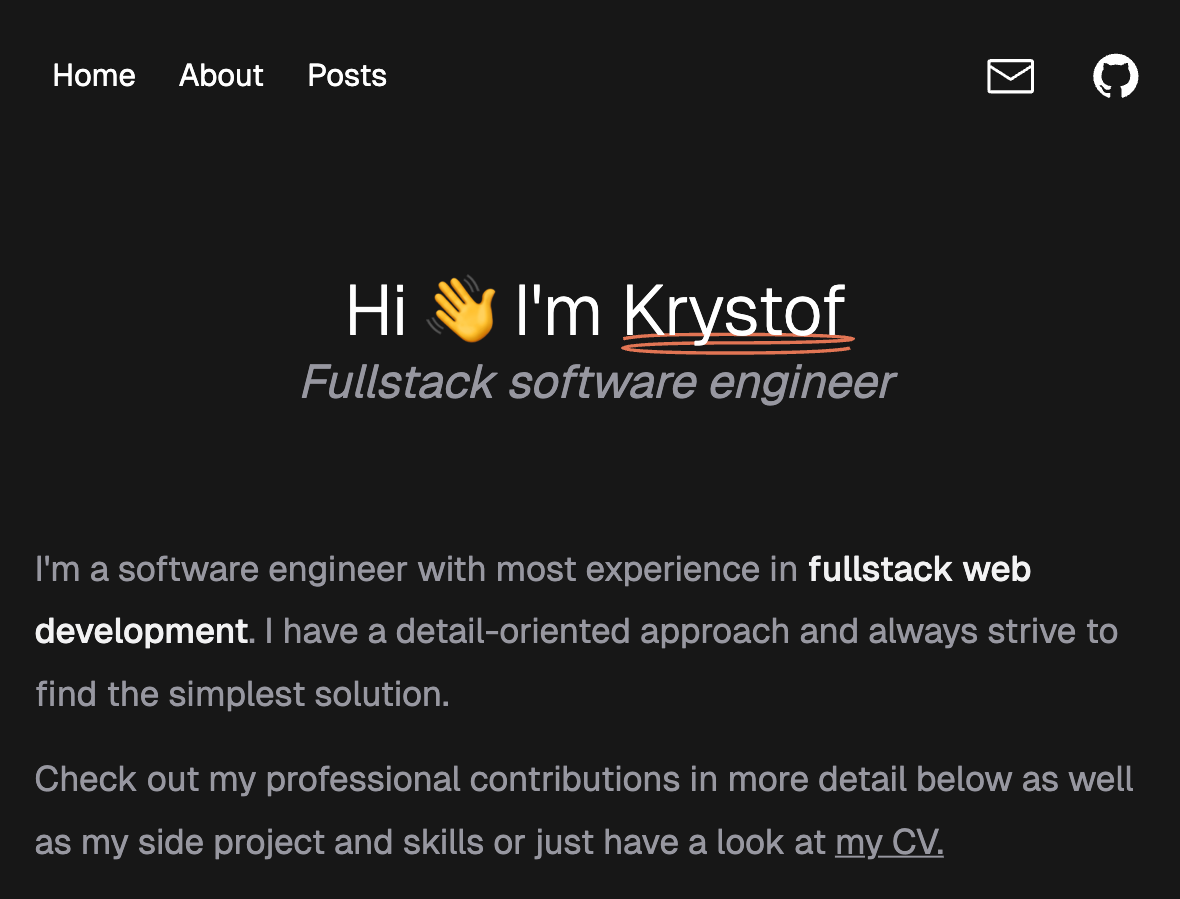 Home About Posts
Hi 👋 I'm Krystof
Fullstack software engineer
I'm a software engineer with most experience in fullstack web
development. I have a detail-oriented approach and always strive to
find the simplest solution.
Check out my professional contributions in more detail below as well
as my side project and skills or just have a look at my CV.